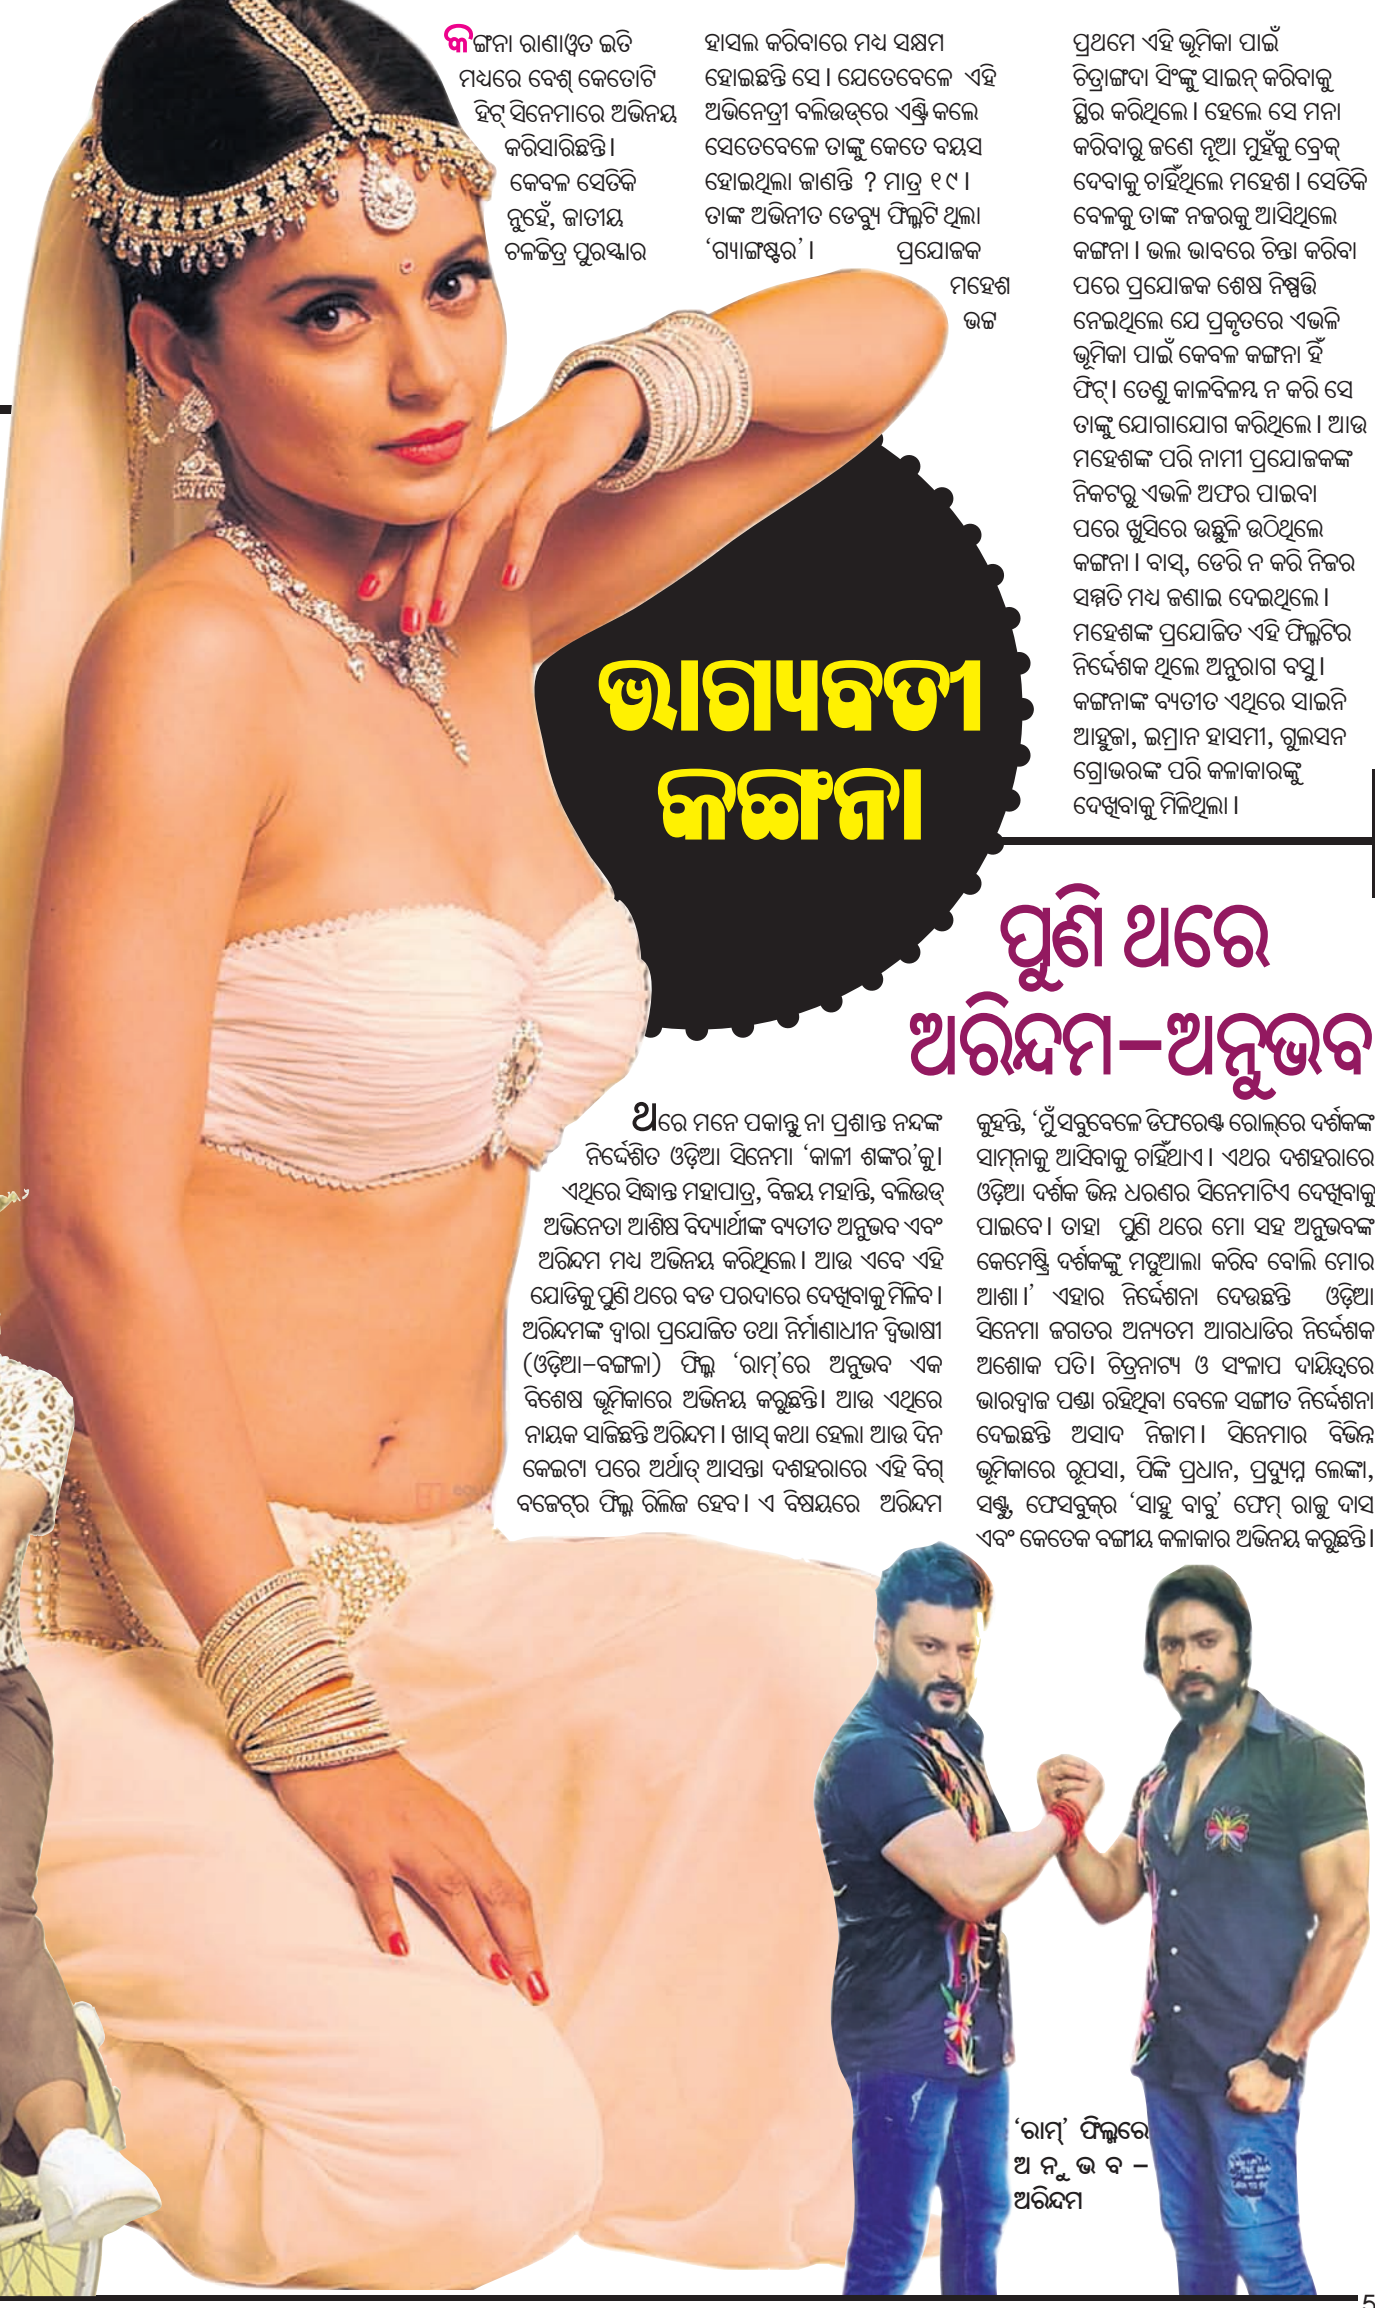 କଙ୍ଗନା ରାଣାୱତ ଇତି
ମଧ୍ୟରେ ବେଶ୍ କେତୋଟି
ହିଟ୍ ସିନେମାରେ ଅଭିନୟ
କରିସାରିଛନ୍ତି।
କେବଳ ସେତିକି
ନୁହେଁ, ଜାତୀୟ
ଚଳଚ୍ଚିତ୍ର ପୁରସ୍କାର
ହାସଲ କରିବାରେ ମଧ୍ୟ ସକ୍ଷମ
ହୋଇଛନ୍ତି ସେ। ଯେତେବେଳେ ଏହି
ଅଭିନେତ୍ରୀ ବଲିଉଡ୍‌ରେ ଏଣ୍ଟ୍ରି କଲେ
ସେତେବେଳେ ତାଙ୍କୁ କେତେ ବୟସ
ହୋଇଥିଲା ଜାଣନ୍ତି ? ମାତ୍ର ୧୯।
ତାଙ୍କ ଅଭିନୀତ ଡେବ୍ୟୁ ଫିଲ୍ମଟି ଥିଲା
‘ଗ୍ୟାଙ୍ଗଷ୍ଟର’। ପ୍ରଯୋଜକ
ମହେଶ
ଭଟ୍ଟ
ପ୍ରଥମେ ଏହି ଭୂମିକା ପାଇଁ
ଚିତ୍ରାଙ୍ଗଦା ସିଂଙ୍କୁ ସାଇନ୍ କରିବାକୁ
ସ୍ଥିର କରିଥିଲେ। ହେଲେ ସେ ମନା
କରିବାରୁ ଜଣେ ନୂଆ ମୁହଁକୁ ବ୍ରେକ୍
ଦେବାକୁ ଚାହିଁଥିଲେ ମହେଶ। ସେତିକି
ବେଳକୁ ତାଙ୍କ ନଜରକୁ ଆସିଥିଲେ
କଙ୍ଗନା। ଭଲ ଭାବରେ ଚିନ୍ତା କରିବା
ପରେ ପ୍ରଯୋଜକ ଶେଷ ନିଷ୍ପତ୍ତି
ନେଇଥିଲେ ଯେ ପ୍ରକୃତରେ ଏଭଳି
ଭୂମିକା ପାଇଁ କେବଳ କଙ୍ଗନା ହିଁ
ଫିଟ୍। ତେଣୁ କାଳବିଳମ୍ବ ନ କରି ସେ
ତାଙ୍କୁ ଯୋଗାଯୋଗ କରିଥିଲେ। ଆଉ
ମହେଶଙ୍କ ପରି ନାମୀ ପ୍ରଯୋଜକଙ୍କ
ନିକଟରୁ ଏଭଳି ଅଫର ପାଇବା
ପରେ ଖୁସିରେ ଉଛୁଳି ଉଠିଥିଲେ
କଙ୍ଗନା। ବାସ୍, ଡେରି ନ କରି ନିଜର
ସମ୍ମତି ମଧ୍ୟ ଜଣାଇ ଦେଇଥିଲେ।
ମହେଶଙ୍କ ପ୍ରଯୋଜିତ ଏହି ଫିଲ୍ମଟିର
ନିର୍ଦ୍ଦେଶକ ଥିଲେ ଅନୁରାଗ ବସୁ।
କଙ୍ଗନାଙ୍କ ବ୍ୟତୀତ ଏଥିରେ ସାଇନି
ଆହୁଜା, ଇମ୍ରାନ ହାସମୀ, ଗୁଲସନ
ଗ୍ରୋଭରଙ୍କ ପରି କଳାକାରଙ୍କୁ
ଦେଖିବାକୁ ମିଳିଥିଲା।
ଭାଗ୍ୟବତୀ
କଙ୍ଗନା
ପୁଣି ଥରେ
ଅରିନ୍ଦମ–ଅନୁଭବ
ଥରେ ମନେ ପକାନ୍ତୁ ନା ପ୍ରଶାନ୍ତ ନନ୍ଦଙ୍କ
ନିର୍ଦ୍ଦେଶିତ ଓଡ଼ିଆ ସିନେମା ‘କାଳୀ ଶଙ୍କର’କୁ।
ଏଥିରେ ସିଦ୍ଧାନ୍ତ ମହାପାତ୍ର, ବିଜୟ ମହାନ୍ତି, ବଲିଉଡ୍
ଅଭିନେତା ଆଶିଷ ବିଦ୍ୟାର୍ଥୀଙ୍କ ବ୍ୟତୀତ ଅନୁଭବ ଏବଂ
ଅରିନ୍ଦମ ମଧ୍ୟ ଅଭିନୟ କରିଥିଲେ। ଆଉ ଏବେ ଏହି
ଯୋଡିକୁ ପୁଣି ଥରେ ବଡ ପରଦାରେ ଦେଖିବାକୁ ମିଳିବ।
ଅରିନ୍ଦମଙ୍କ ଦ୍ୱାରା ପ୍ରଯୋଜିତ ତଥା ନିର୍ମାଣାଧୀନ ଦ୍ୱିଭାଷୀ
(ଓଡ଼ିଆ–ବଙ୍ଗଳା) ଫିଲ୍ମ ‘ରାମ୍’ରେ ଅନୁଭବ ଏକ
ବିଶେଷ ଭୂମିକାରେ ଅଭିନୟ କରୁଛନ୍ତି। ଆଉ ଏଥିରେ
ନାୟକ ସାଜିଛନ୍ତି ଅରିନ୍ଦମ। ଖାସ୍ କଥା ହେଲା ଆଉ ଦିନ
କେଇଟା ପରେ ଅର୍ଥାତ୍ ଆସନ୍ତା ଦଶହରାରେ ଏହି ବିଗ୍
ବଜେଟ୍‌ର ଫିଲ୍ମ ରିଲିଜ ହେବ। ଏ ବିଷୟରେ ଅରିନ୍ଦମ
କୁହନ୍ତି, ‘ମୁଁ ସବୁବେଳେ ଡିଫରେଣ୍ଟ ରୋଲ୍‌ରେ ଦର୍ଶକଙ୍କ
ସାମ୍‌ନାକୁ ଆସିବାକୁ ଚାହିଁଥାଏ। ଏଥର ଦଶହରାରେ
ଓଡ଼ିଆ ଦର୍ଶକ ଭିନ୍ନ ଧରଣର ସିନେମାଟିଏ ଦେଖିବାକୁ
ପାଇବେ। ତାହା ପୁଣି ଥରେ ମୋ ସହ ଅନୁଭବଙ୍କ
କେମେଷ୍ଟ୍ରି ଦର୍ଶକଙ୍କୁ ମତୁଆଲା କରିବ ବୋଲି ମୋର
ଆଶା।’ ଏହାର ନିର୍ଦ୍ଦେଶନା ଦେଉଛନ୍ତି ଓଡ଼ିଆ
ସିନେମା ଜଗତର ଅନ୍ୟତମ ଆଗଧାଡିର ନିର୍ଦ୍ଦେଶକ
ଅଶୋକ ପତି। ଚିତ୍ରନାଟ୍ୟ ଓ ସଂଳାପ ଦାୟିତ୍ୱରେ
ଭାରଦ୍ୱାଜ ପଣ୍ଡା ରହିଥିବା ବେଳେ ସଙ୍ଗୀତ ନିର୍ଦ୍ଦେଶନା
ଦେଇଛନ୍ତି ଅସାଦ ନିଜାମ। ସିନେମାର ବିଭିନ୍ନ
ଭୂମିକାରେ ରୂପସା, ପିଙ୍କି ପ୍ରଧାନ, ପ୍ରଦ୍ୟୁମ୍ନ ଲେଙ୍କା,
ସଣ୍ଟୁ, ଫେସବୁକ୍‌ର ‘ସାହୁ ବାବୁ’ ଫେମ୍ ରାଜୁ ଦାସ
ଏବଂ କେତେକ ବଙ୍ଗୀୟ କଳାକାର ଅଭିନୟ କରୁଛନ୍ତି।
‘ରାମ୍’ ଫିଲ୍ମରେ
ଅନୁଭବ–
ଅରିନ୍ଦମ
5